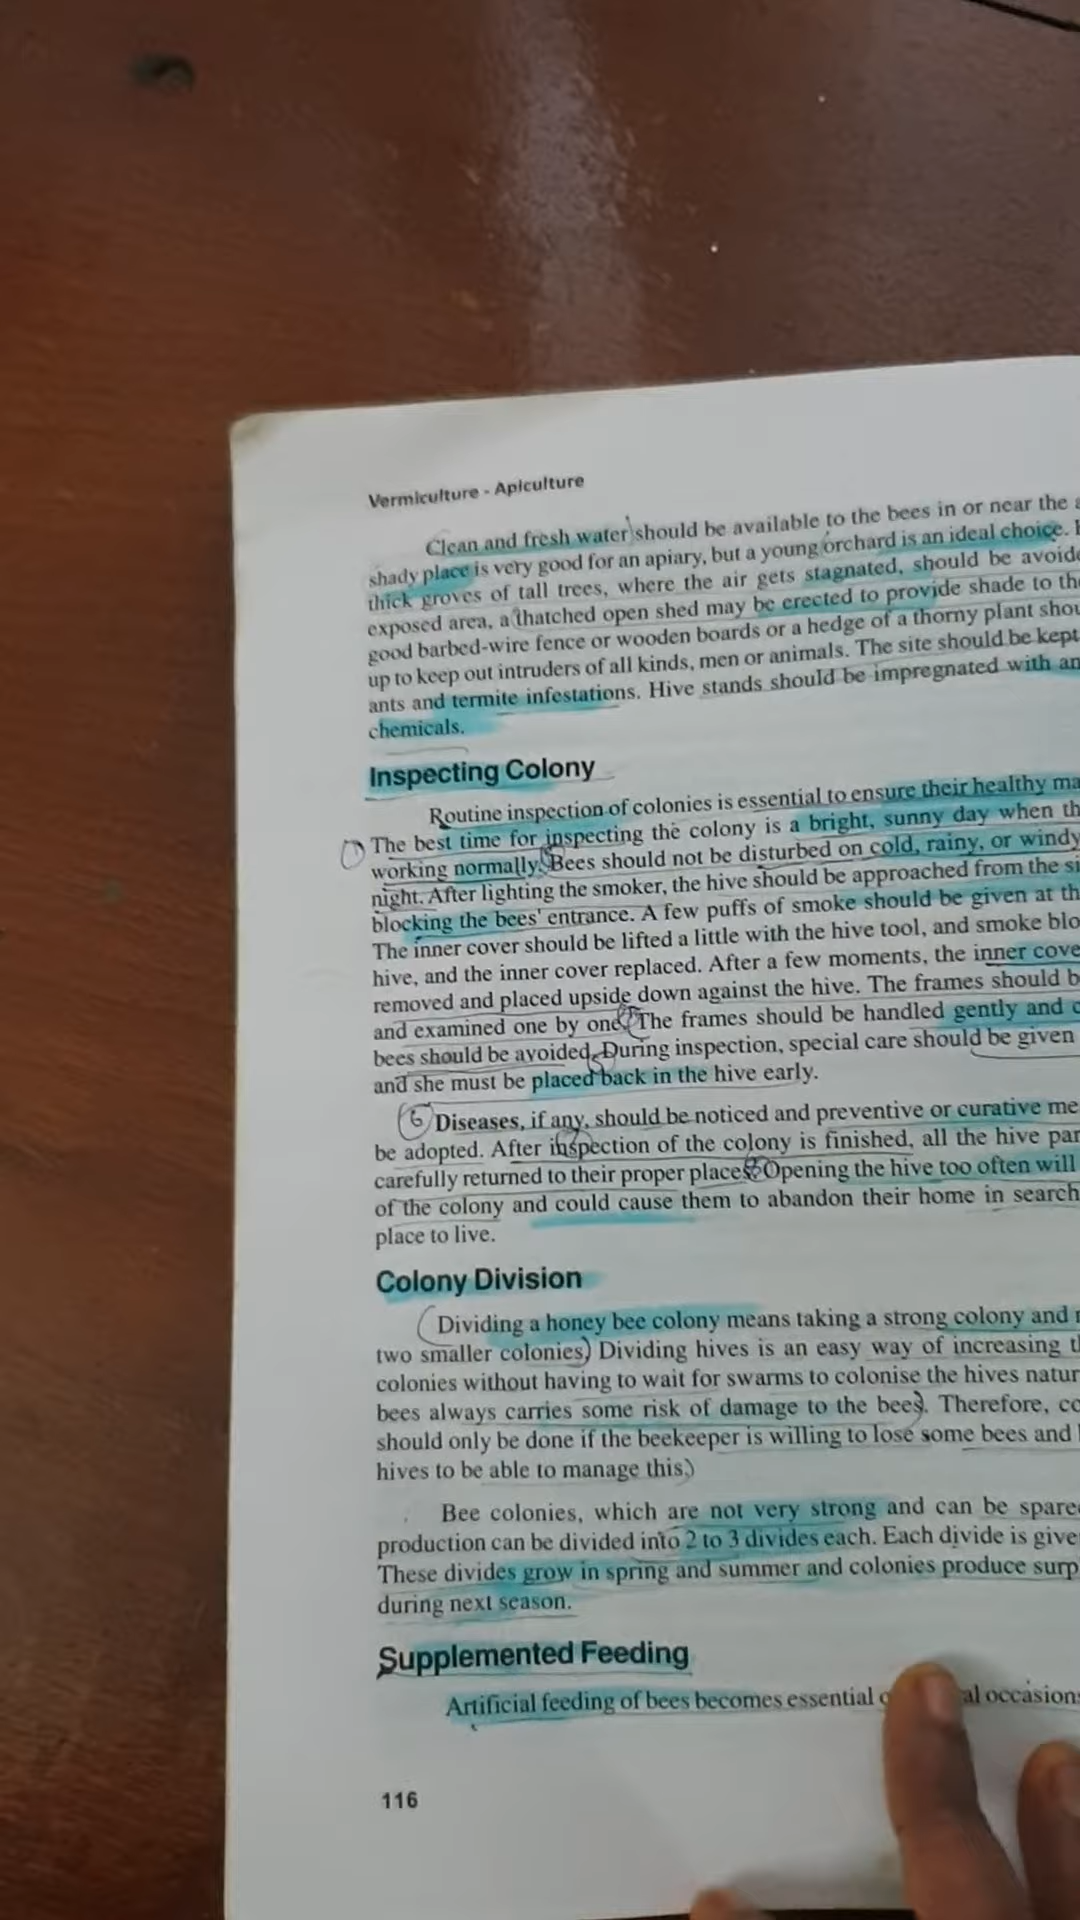 Vermiculture - Apiculture
Clean and fresh water should be available to the bees in or near the
shady place is very good for an apiary, but a young orchard is an ideal choice.
thick groves of tall trees, where the air gets stagnated, should be avoide
exposed area, a thatched open shed may be erected to provide shade to the
good barbed-wire fence or wooden boards or a hedge of a thorny plant shou
up to keep out intruders of all kinds, men or animals. The site should be kept
ants and termite infestations. Hive stands should be impregnated with an
chemicals.
Inspecting Colony
Routine inspection of colonies is essential to ensure their healthy ma
1 The best time for inspecting the colony is a bright, sunny day when th
working normally. Bees should not be disturbed on cold, rainy, or windy
night. After lighting the smoker, the hive should be approached from the si
blocking the bees' entrance. A few puffs of smoke should be given at th
The inner cover should be lifted a little with the hive tool, and smoke blo
hive, and the inner cover replaced. After a few moments, the inner cove
removed and placed upside down against the hive. The frames should b
and examined one by one. The frames should be handled gently and
bees should be avoided. During inspection, special care should be given
and she must be placed back in the hive early.
6 Diseases, if any, should be noticed and preventive or curative me
be adopted. After inspection of the colony is finished, all the hive par
carefully returned to their proper places. Opening the hive too often will
of the colony and could cause them to abandon their home in search
place to live.
Colony Division
(Dividing a honey bee colony means taking a strong colony and
two smaller colonies) Dividing hives is an easy way of increasing th
colonies without having to wait for swarms to colonise the hives natur
bees always carries some risk of damage to the bees). Therefore, co
should only be done if the beekeeper is willing to lose some bees and
hives to be able to manage this.)
Bee colonies, which are not very strong and can be spare
production can be divided into 2 to 3 divides each. Each divide is give
These divides grow in spring and summer and colonies produce surp
during next season.
Supplemented Feeding
Artificial feeding of bees becomes essential al occasions
116